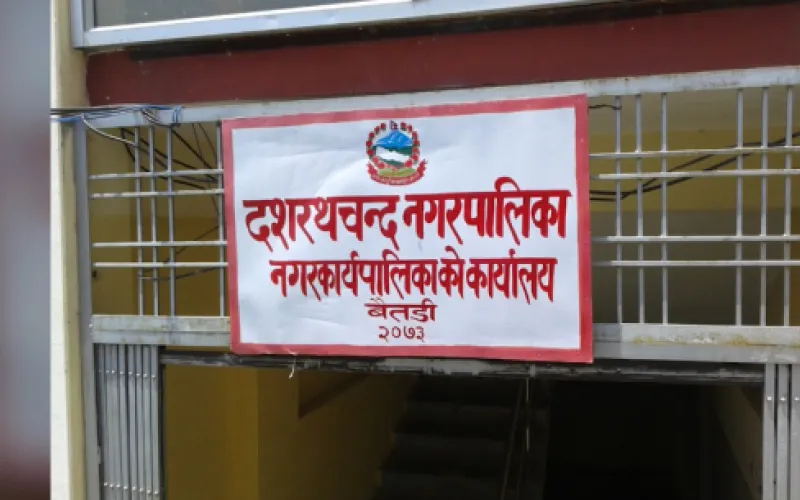 दशरथचन्द नगरपालिका
नगरकार्यपालिका को कार्यालय
बैतडी
२०७३